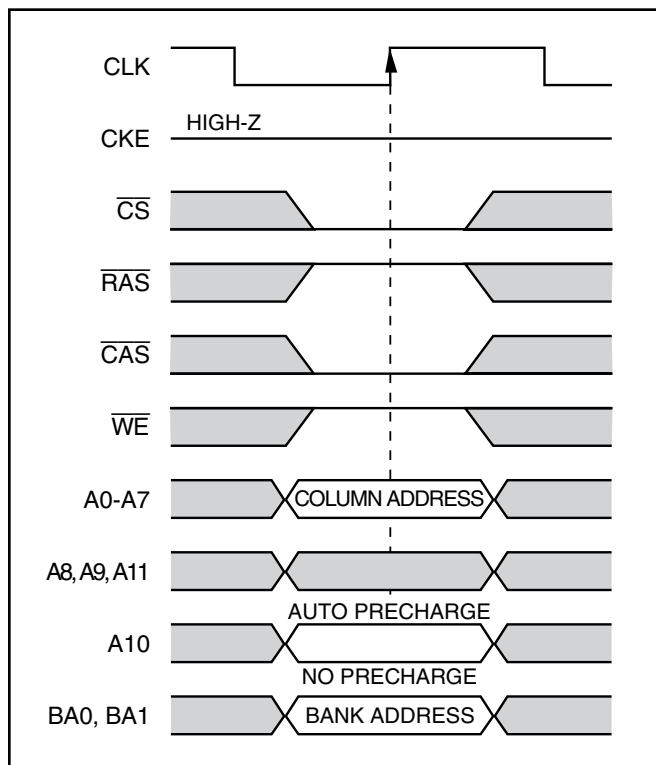 CLK
CKE HIGH-Z
CS
RAS
CAS
WE
A0-A7 COLUMN ADDRESS
A8, A9, A11
AUTO PRECHARGE
A10
NO PRECHARGE
BA0, BA1 BANK ADDRESS